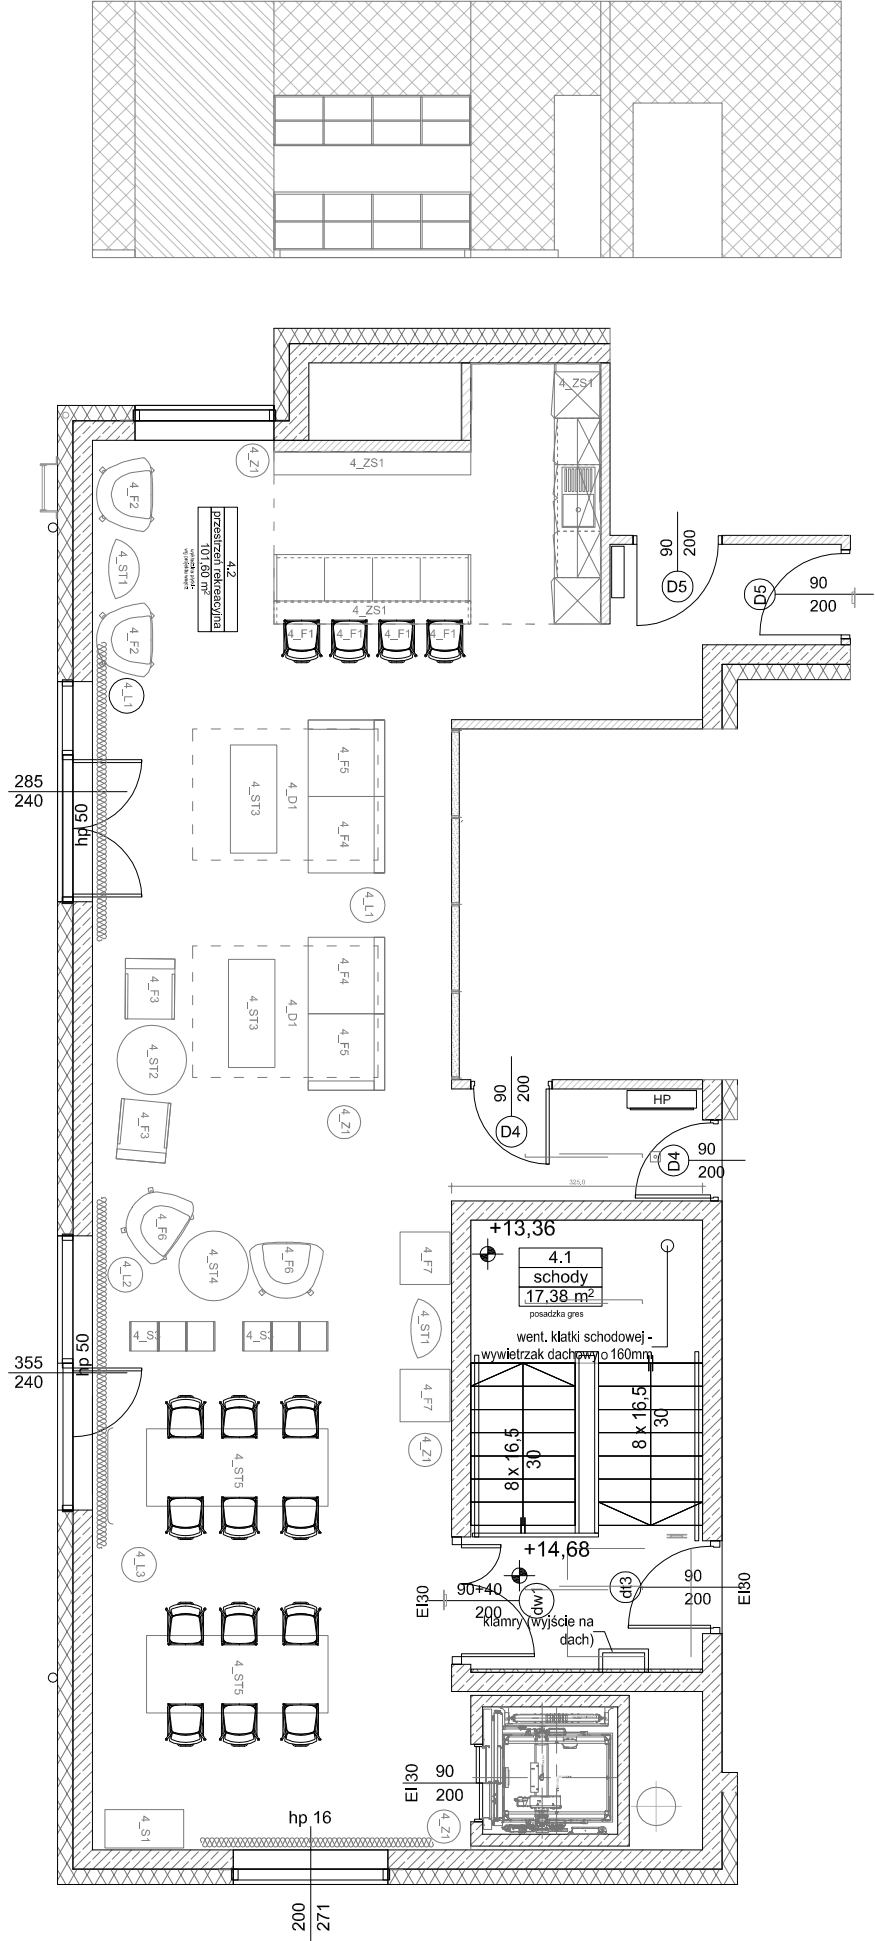 4_ZS1
4_Z1
4_ZS1
4_F2
4.2
przestrzeń rekreacyjna
101,60 m²
4_ST1
4_F2
4_ZS1
4_F1
4_F1
4_F1
4_F1
4_L1
90
200
D5
D5
90
200
285
240
hp 50
4_ST3
4_D1
4_F5
4_F4
4_L1
4_F3
4_ST2
4_F3
4_ST3
4_D1
4_F4
4_F5
4_Z1
90
200
D4
HP
D4
90
200
325,0
+13,36
4.1
schody
17,38 m²
posadzka gres
went. klatki schodowej -
wywietrzak dachowy o 160mm
4_F6
4_L2
4_ST4
4_F6
4_F7
4_ST1
4_F7
4_Z1
4_S3
4_S3
355
240
hp 50
8 x 16,5
30
8 x 16,5
30
4_ST5
4_L3
+14,68
EI30
90+40
200
dw1
dt3
90
200
EI30
klamry (wyjście na
dach)
4_ST5
EI30
90
200
4_S1
hp 16
4_Z1
200
271